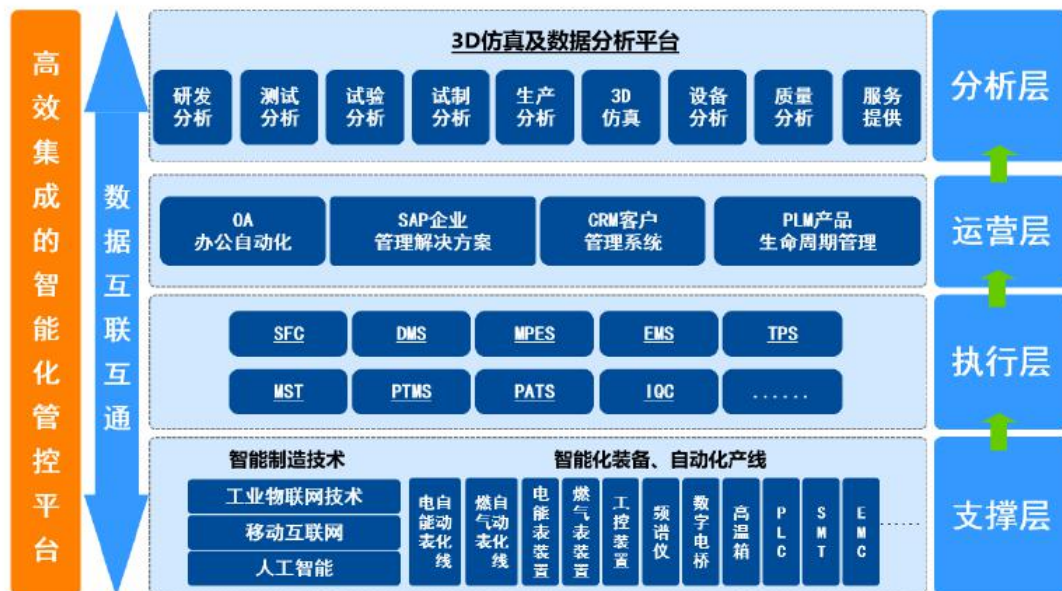 高效集成的智能化管控平台
数据互联互通
3D仿真及数据分析平台
研发
分析
测试
分析
试验
分析
试制
分析
生产
分析
3D
仿真
设备
分析
质量
分析
服务
提供
分析层
OA
办公自动化
SAP企业
管理解决方案
CRM客户
管理系统
PLM产品
生命周期管理
运营层
SFC
DMS
MPES
EMS
TPS
MST
PTMS
PATS
IQC
......
执行层
智能制造技术
工业物联网技术
移动互联网
人工智能
智能化装备、自动化产线
电能表
自动化线
燃气表
自动化线
电能表装置
燃气表装置
工控装置
频谱仪
数字电桥
高温箱
PLC
SMT
EMC
......
支撑层